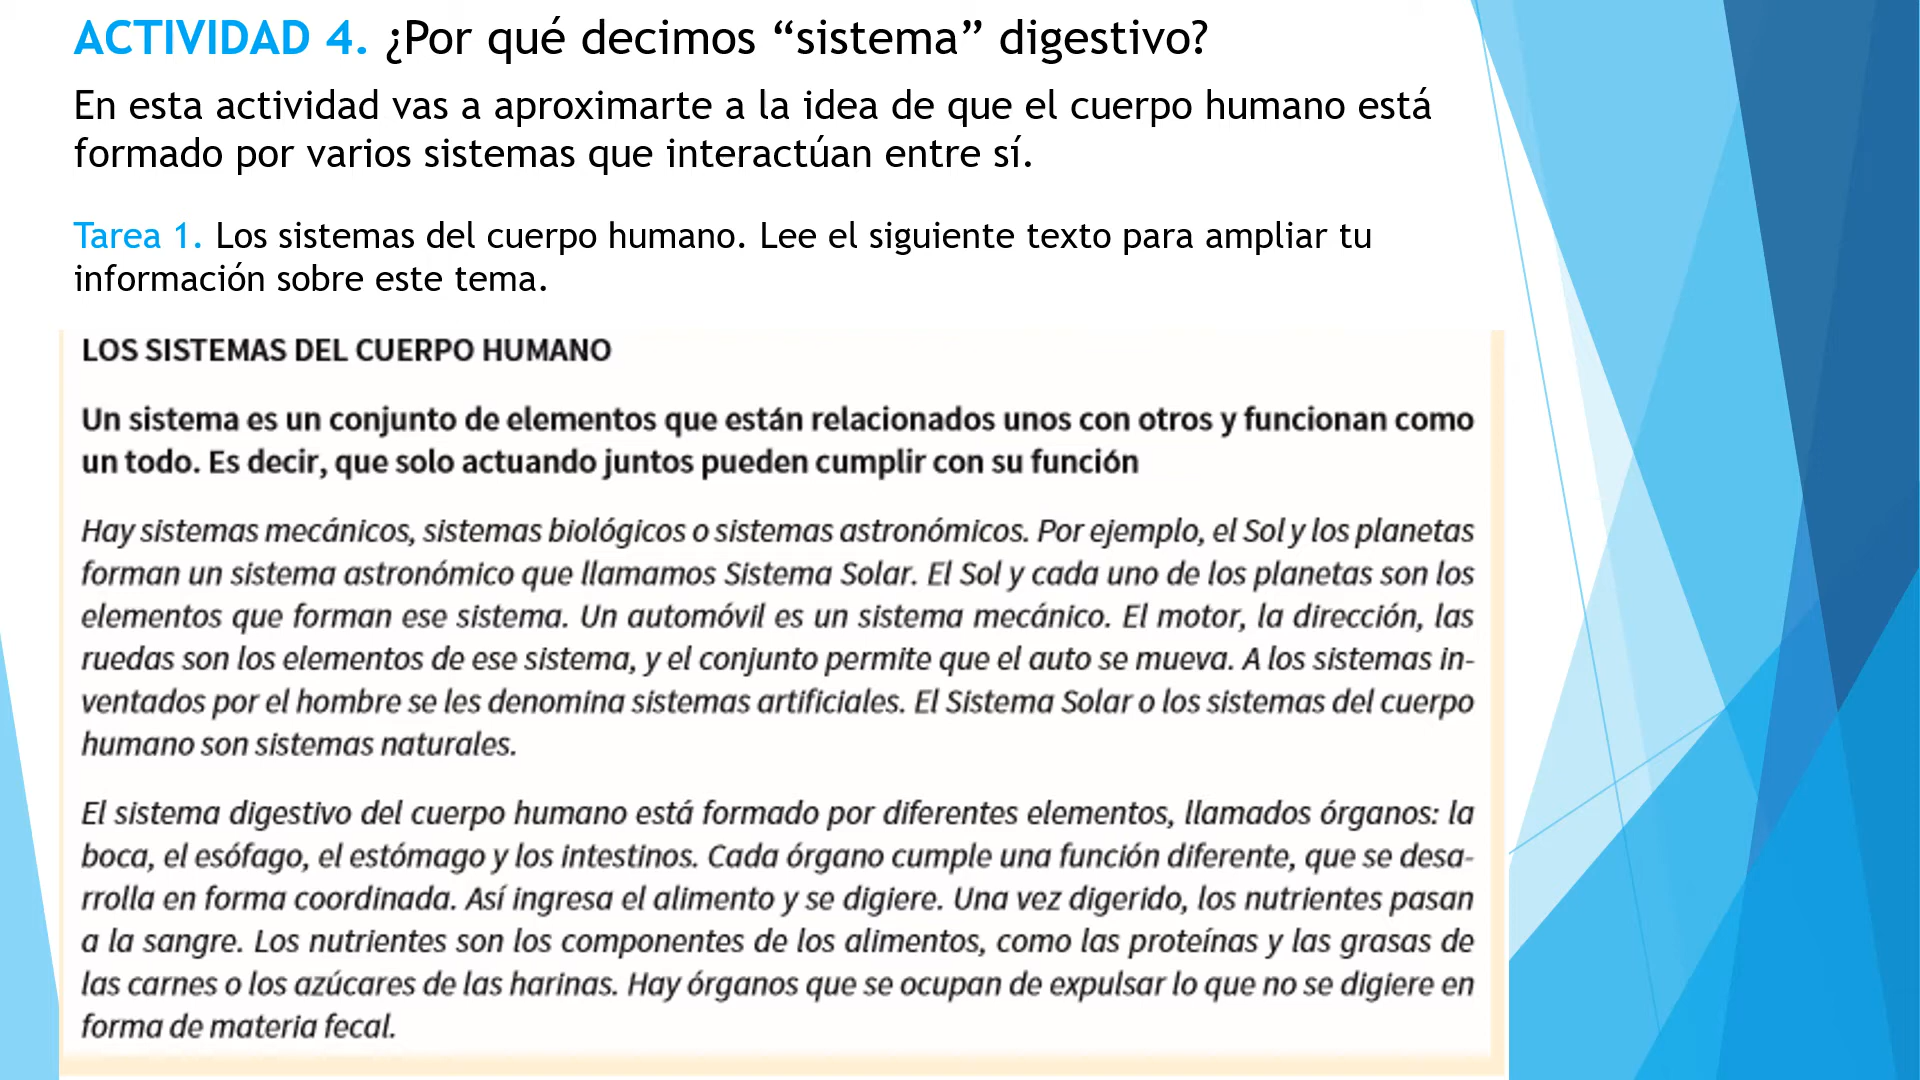 ACTIVIDAD 4. ¿Por qué decimos “sistema” digestivo?
En esta actividad vas a aproximarte a la idea de que el cuerpo humano está
formado por varios sistemas que interactúan entre sí.
Tarea 1. Los sistemas del cuerpo humano. Lee el siguiente texto para ampliar tu
información sobre este tema.
LOS SISTEMAS DEL CUERPO HUMANO
Un sistema es un conjunto de elementos que están relacionados unos con otros y funcionan como
un todo. Es decir, que solo actuando juntos pueden cumplir con su función
Hay sistemas mecánicos, sistemas biológicos o sistemas astronómicos. Por ejemplo, el Sol y los planetas
forman un sistema astronómico que llamamos Sistema Solar. El Sol y cada uno de los planetas son los
elementos que forman ese sistema. Un automóvil es un sistema mecánico. El motor, la dirección, las
ruedas son los elementos de ese sistema, y el conjunto permite que el auto se mueva. A los sistemas in-
ventados por el hombre se les denomina sistemas artificiales. El Sistema Solar o los sistemas del cuerpo
humano son sistemas naturales.
El sistema digestivo del cuerpo humano está formado por diferentes elementos, llamados órganos: la
boca, el esófago, el estómago y los intestinos. Cada órgano cumple una función diferente, que se desa-
rrolla en forma coordinada. Así ingresa el alimento y se digiere. Una vez digerido, los nutrientes pasan
a la sangre. Los nutrientes son los componentes de los alimentos, como las proteínas y las grasas de
las carnes o los azúcares de las harinas. Hay órganos que se ocupan de expulsar lo que no se digiere en
forma de materia fecal.